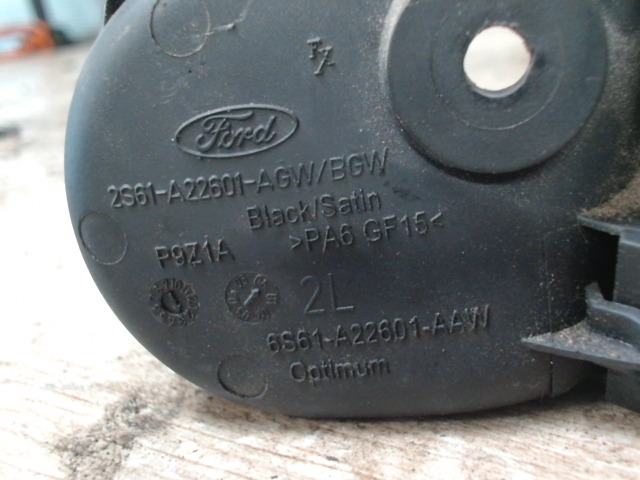 Ford
2S61-A22601-AGW/BGW
Black/Satin
>PA6 GF15<
P9Z1A
2L
6S61-A22601-AAW
Optimum